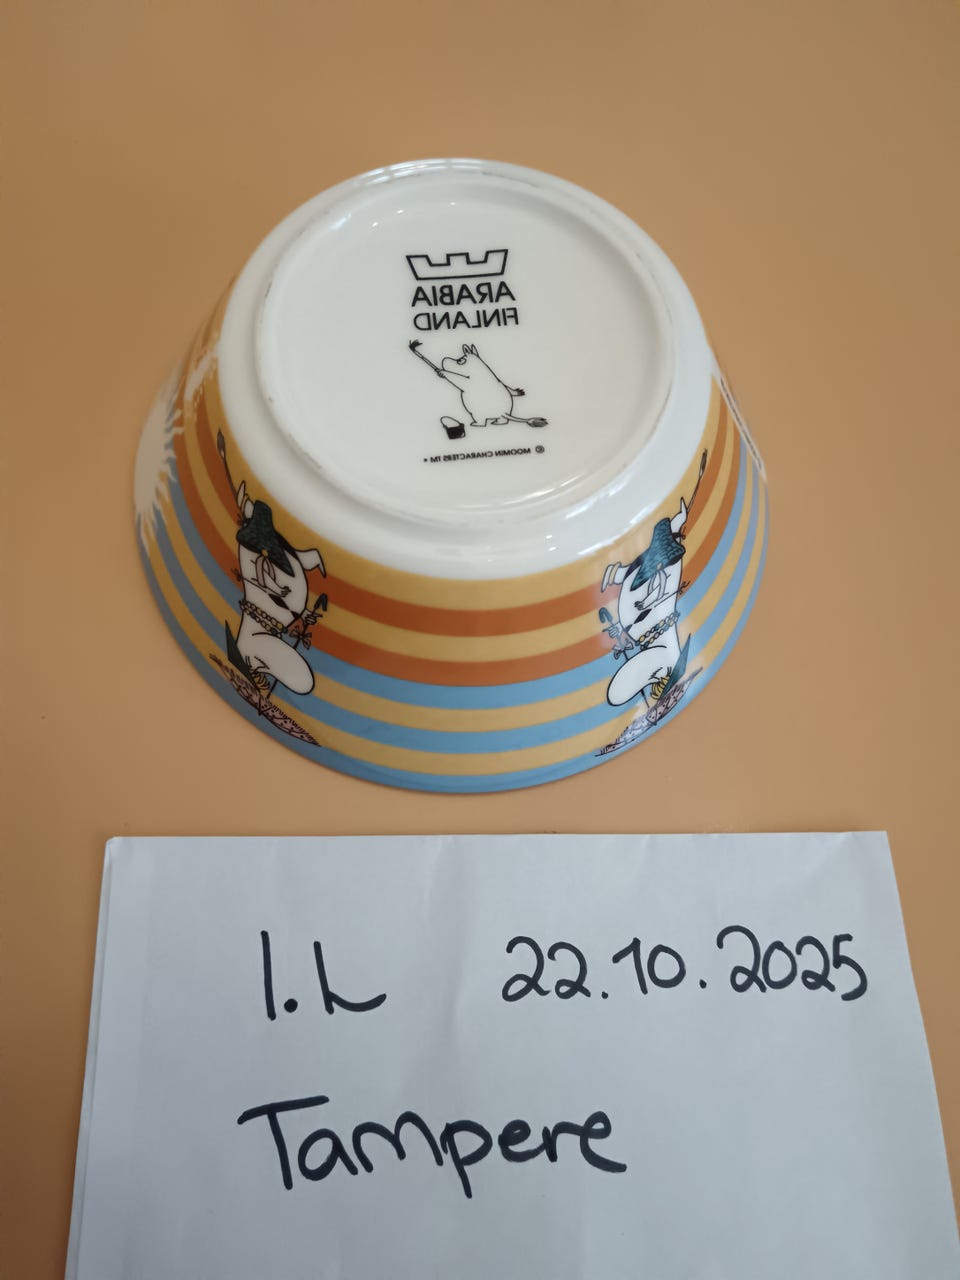 ARABIA
FINLAND
© MOOMIN CHARACTERS TM
I.L 22.10.2025
Tampere